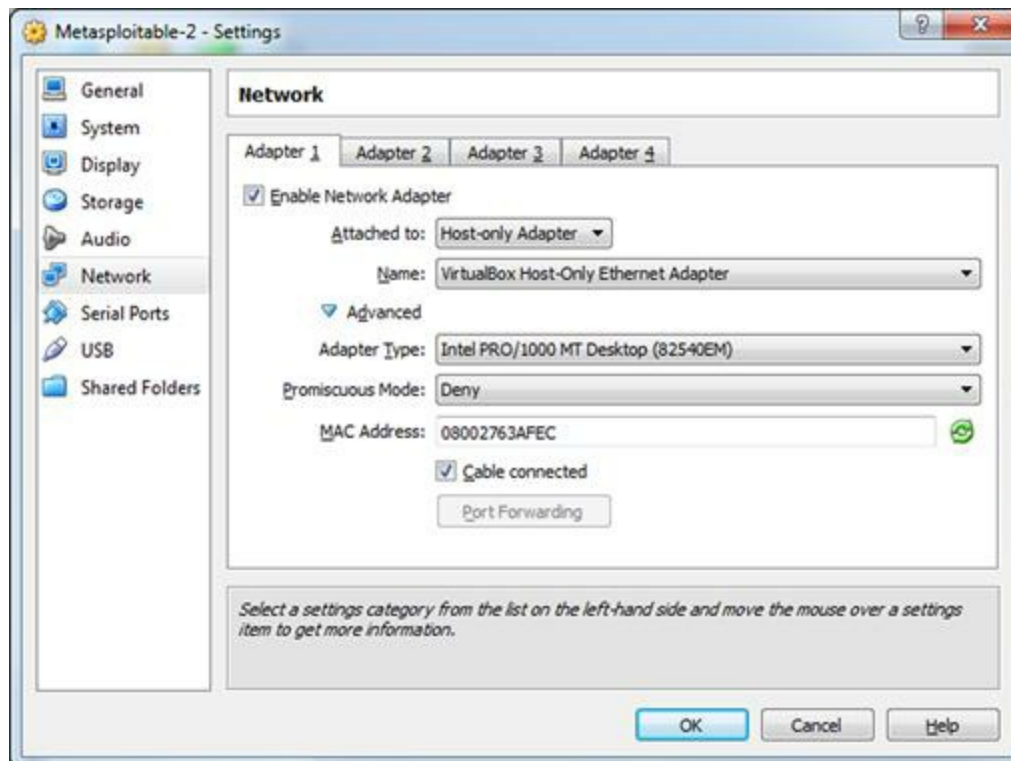 Metasploitable-2 - Settings
General
System
Display
Storage
Audio
Network
Serial Ports
USB
Shared Folders
Network
Adapter 1 Adapter 2 Adapter 3 Adapter 4
Enable Network Adapter
Attached to: Host-only Adapter
Name: VirtualBox Host-Only Ethernet Adapter
Advanced
Adapter Type: Intel PRO/1000 MT Desktop (82540EM)
Promiscuous Mode: Deny
MAC Address: 08002763AFEC
Cable connected
Port Forwarding
Select a settings category from the list on the left-hand side and move the mouse over a settings
item to get more information.
OK Cancel Help